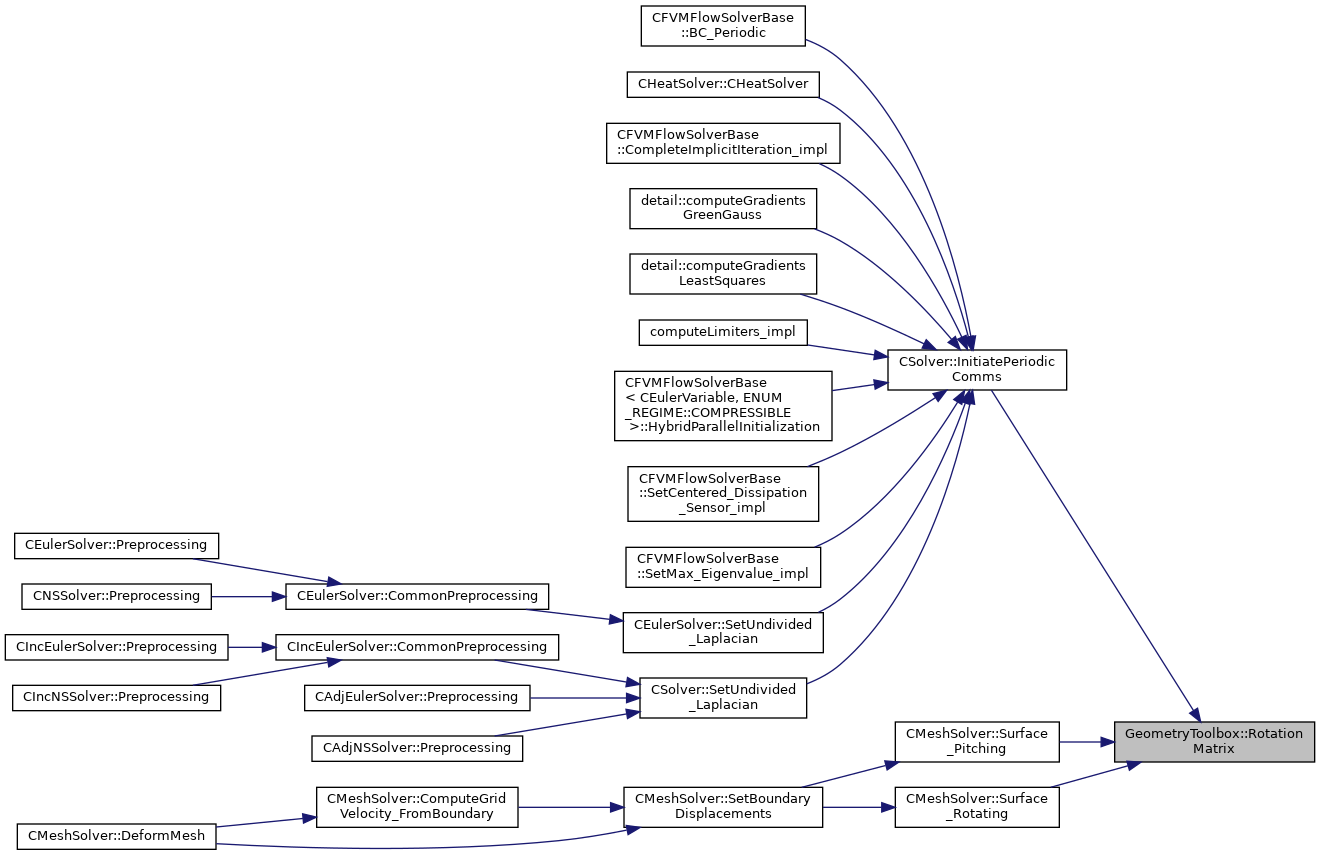 CFVMFlowSolverBase
::BC_Periodic
CHeatSolver::CHeatSolver
CFVMFlowSolverBase
::CompleteImplicitIteration_impl
detail::computeGradients
GreenGauss
detail::computeGradients
LeastSquares
computeLimiters_impl
CSolver::InitiatePeriodic
Comms
CFVMFlowSolverBase
< CEulerVariable, ENUM
_REGIME::COMPRESSIBLE
>::HybridParallelInitialization
CFVMFlowSolverBase
::SetCentered_Dissipation
_Sensor_impl
CFVMFlowSolverBase
::SetMax_Eigenvalue_impl
CEulerSolver::Preprocessing
CNSSolver::Preprocessing
CEulerSolver::CommonPreprocessing
CEulerSolver::SetUndivided
_Laplacian
CIncEulerSolver::Preprocessing
CIncEulerSolver::CommonPreprocessing
CIncNSSolver::Preprocessing
CAdjEulerSolver::Preprocessing
CSolver::SetUndivided
_Laplacian
CAdjNSSolver::Preprocessing
CMeshSolver::Surface
_Pitching
GeometryToolbox::Rotation
Matrix
CMeshSolver::ComputeGrid
Velocity_FromBoundary
CMeshSolver::SetBoundary
Displacements
CMeshSolver::Surface
_Rotating
CMeshSolver::DeformMesh